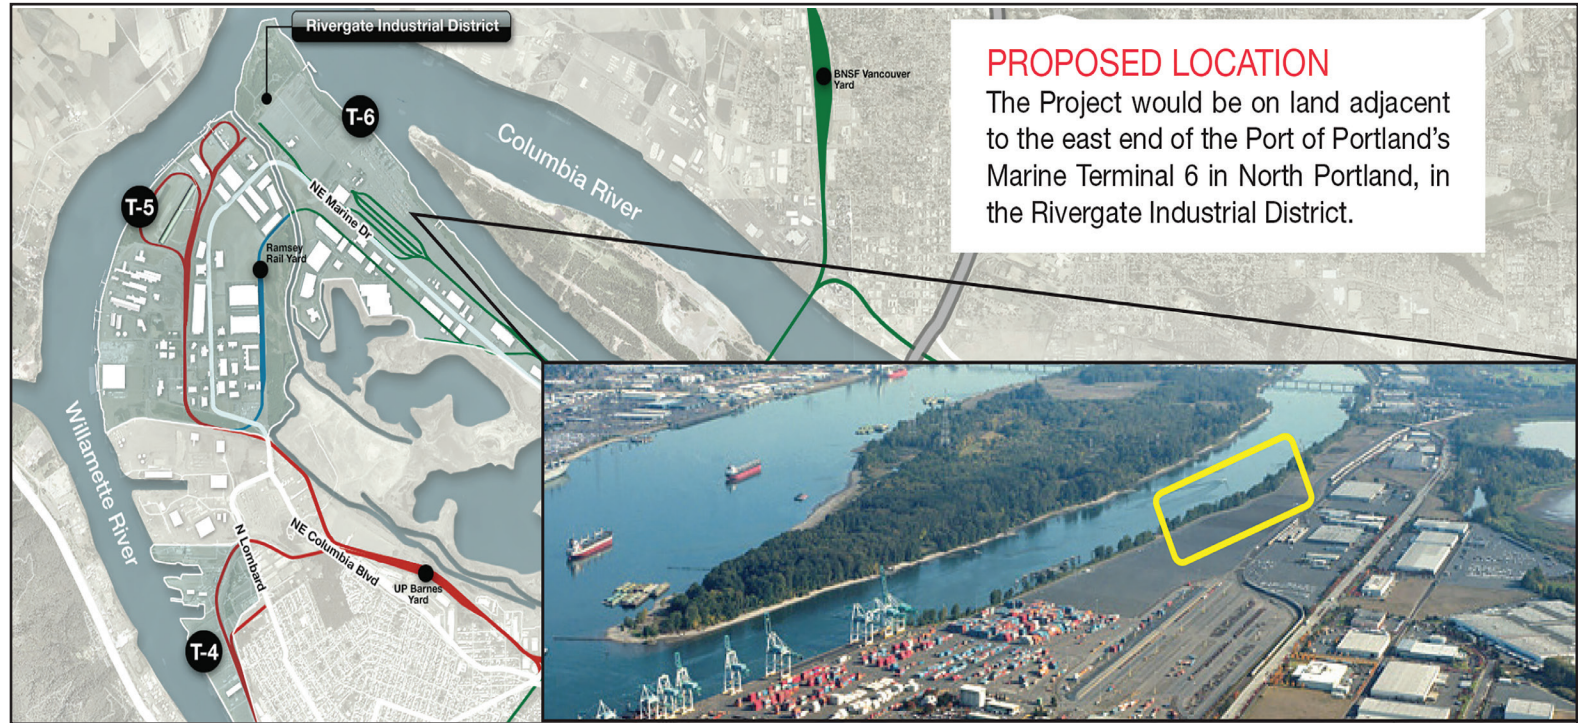 Rivergate Industrial District
PROPOSED LOCATION
The Project would be on land adjacent
to the east end of the Port of Portland's
Marine Terminal 6 in North Portland, in
the Rivergate Industrial District.
BNSF Vancouver
Yard
T-6
Columbia River
T-5
NE Marine Dr
Ramsey
Rail Yard
Willamette River
N Lombard
NE Columbia Blvd
UP Barnes
Yard
T-4